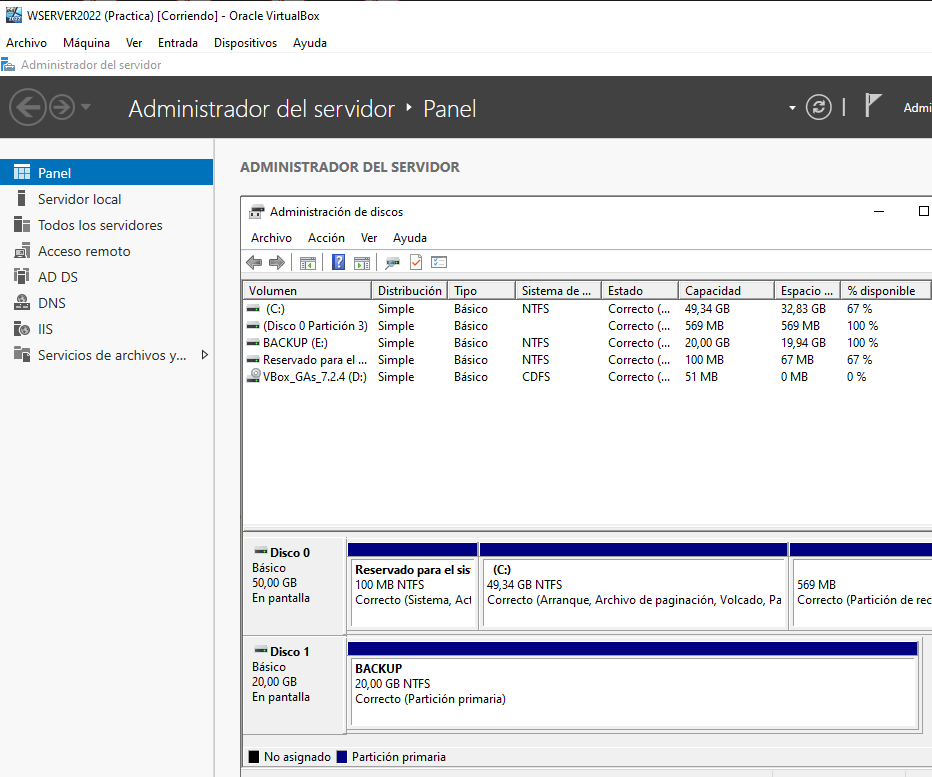 WSERVER2022 (Practica) [Corriendo] - Oracle VirtualBox
Archivo Máquina Ver Entrada Dispositivos Ayuda
Administrador del servidor
Administrador del servidor ‣ Panel
Admi
Panel
Servidor local
Todos los servidores
Acceso remoto
AD DS
DNS
IIS
Servicios de archivos y...
ADMINISTRADOR DEL SERVIDOR
Administración de discos
Archivo Acción Ver Ayuda
Volumen Distribución Tipo Sistema de ... Estado Capacidad Espacio ... % disponible
(C:) Simple Básico NTFS Correcto (... 49,34 GB 32,83 GB 67 %
(Disco 0 Partición 3) Simple Básico Correcto (... 569 MB 569 MB 100 %
BACKUP (E:) Simple Básico NTFS Correcto (... 20,00 GB 19,94 GB 100 %
Reservado para el ... Simple Básico NTFS Correcto (... 100 MB 67 MB 67 %
VBox_GAs_7.2.4 (D:) Simple Básico CDFS Correcto (... 51 MB 0 MB 0 %
Disco 0
Básico
50,00 GB
En pantalla
Reservado para el sis
100 MB NTFS
Correcto (Sistema, Act
(C:)
49,34 GB NTFS
Correcto (Arranque, Archivo de paginación, Volcado, Pa
569 MB
Correcto (Partición de rec
Disco 1
Básico
20,00 GB
En pantalla
BACKUP
20,00 GB NTFS
Correcto (Partición primaria)
No asignado Partición primaria